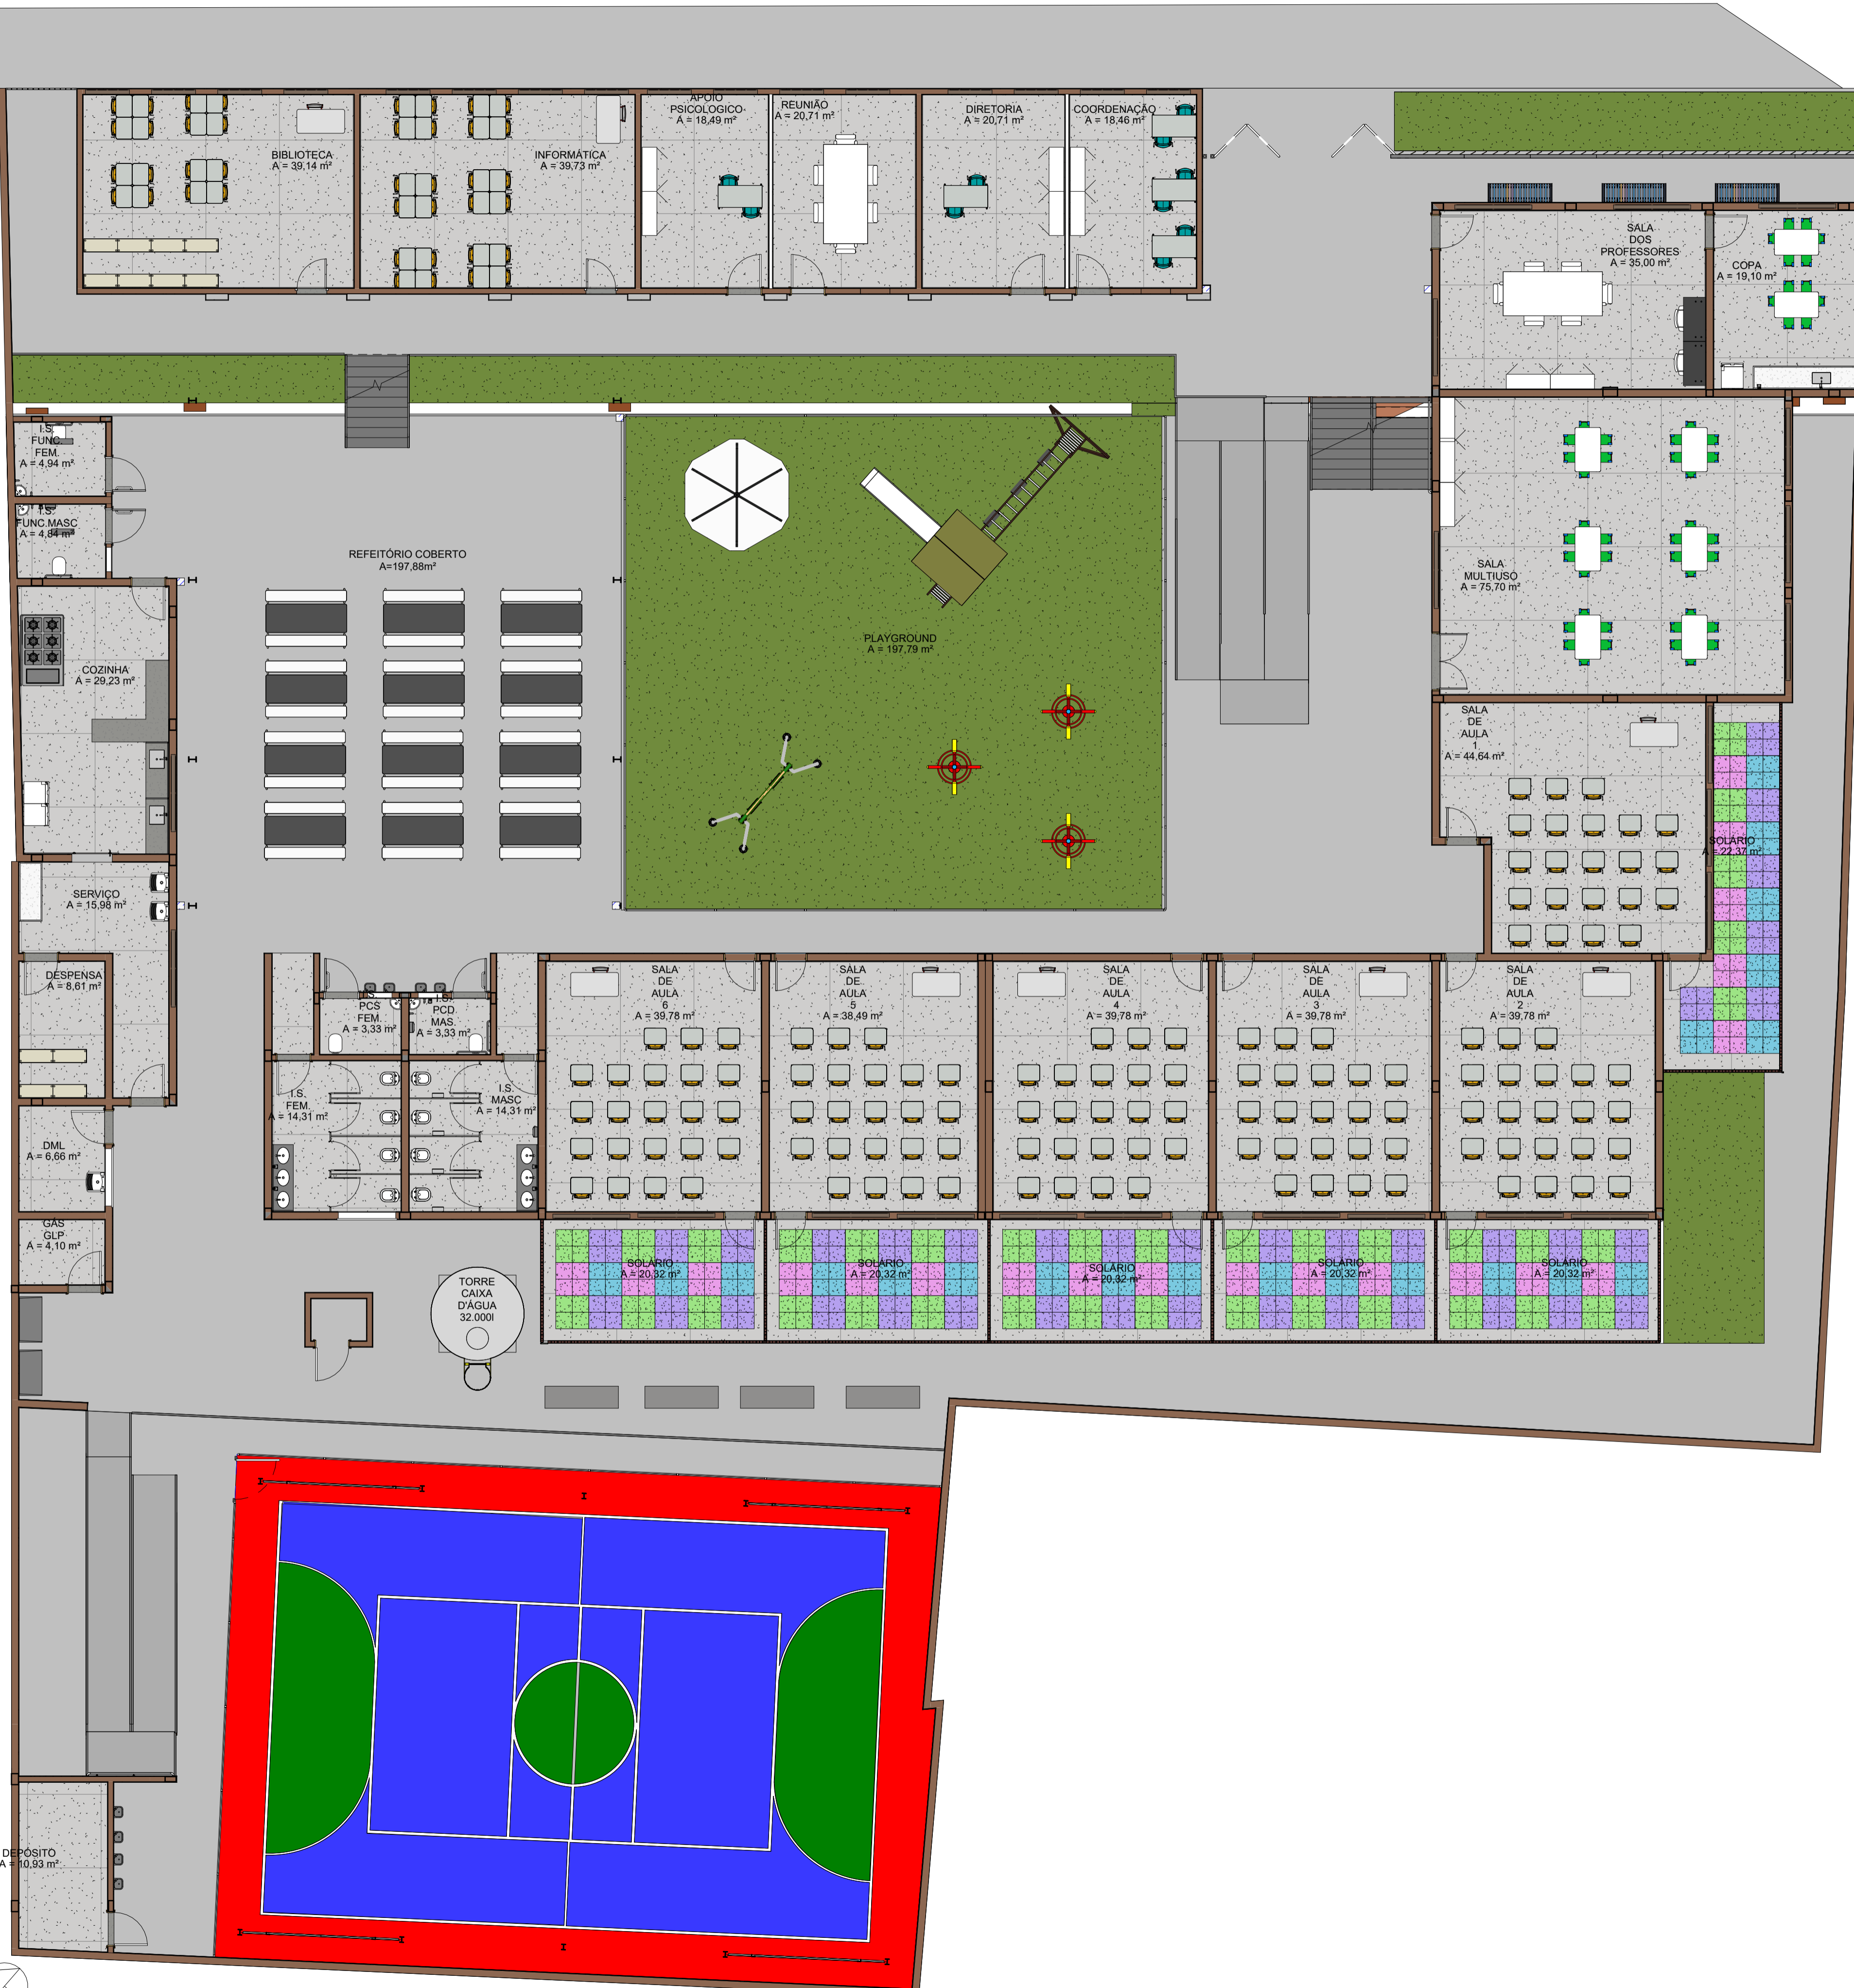 BIBLIOTECA
A = 39,14 m²
INFORMÁTICA
A = 39,73 m²
APOIO
PSICOLOGICO
A = 18,49 m²
REUNIÃO
A = 20,71 m²
DIRETORIA
A = 20,71 m²
COORDENAÇÃO
A = 18,46 m²
SALA
DOS
PROFESSORES
A = 35,00 m²
COPA
A = 19,10 m²
I.S.
FUNC.
FEM.
A = 4,94 m²
I.S.
FUNC.MASC
A = 4,84 m²
REFEITÓRIO COBERTO
A=197,88m²
PLAYGROUND
A = 197,79 m²
SALA
MULTIUSO
A = 75,70 m²
COZINHA
A = 29,23 m²
SALA
DE
AULA
1
A = 44,64 m²
SOLÁRIO
A = 22,37 m²
SERVIÇO
A = 15,98 m²
DESPENSA
A = 8,61 m²
I.S.
PCS
FEM.
A = 3,33 m²
I.S.
PCD
MAS.
A = 3,33 m²
SALA
DE
AULA
6
A = 39,78 m²
SALA
DE
AULA
5
A = 38,49 m²
SALA
DE
AULA
4
A = 39,78 m²
SALA
DE
AULA
3
A = 39,78 m²
SALA
DE
AULA
2
A = 39,78 m²
I.S.
FEM.
A = 14,31 m²
I.S.
MASC
A = 14,31 m²
DML
A = 6,66 m²
GÁS
GLP
A = 4,10 m²
TORRE
CAIXA
D'ÁGUA
32.000l
SOLÁRIO
A = 20,32 m²
SOLÁRIO
A = 20,32 m²
SOLÁRIO
A = 20,32 m²
SOLÁRIO
A = 20,32 m²
SOLÁRIO
A = 20,32 m²
DEPÓSITO
A = 10,93 m²